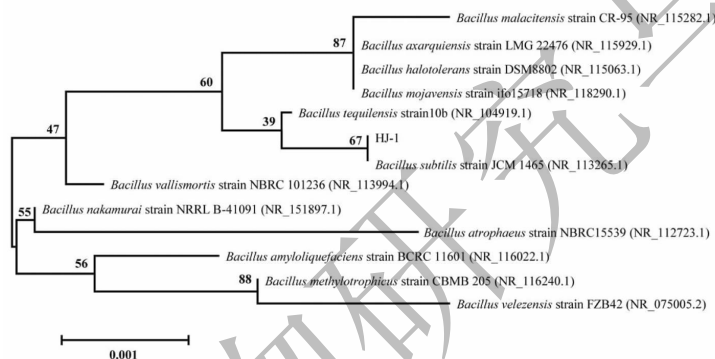 Bacillus malacitensis strain CR-95 (NR_115282.1)
87
Bacillus axarquiensis strain LMG 22476 (NR_115929.1)
Bacillus halotolerans strain DSM8802 (NR_115063.1)
60
Bacillus mojavensis strain ifo15718 (NR_118290.1)
Bacillus tequilensis strain10b (NR_104919.1)
39
47
67
HJ-1
Bacillus subtilis strain JCM 1465 (NR_113265.1)
Bacillus vallismortis strain NBRC 101236 (NR_113994.1)
55
Bacillus nakamurai strain NRRL B-41091 (NR_151897.1)
Bacillus atrophaeus strain NBRC15539 (NR_112723.1)
Bacillus amyloliquefaciens strain BCRC 11601 (NR_116022.1)
56
88
Bacillus methylotrophicus strain CBMB 205 (NR_116240.1)
Bacillus velezensis strain FZB42 (NR_075005.2)
0.001
研究